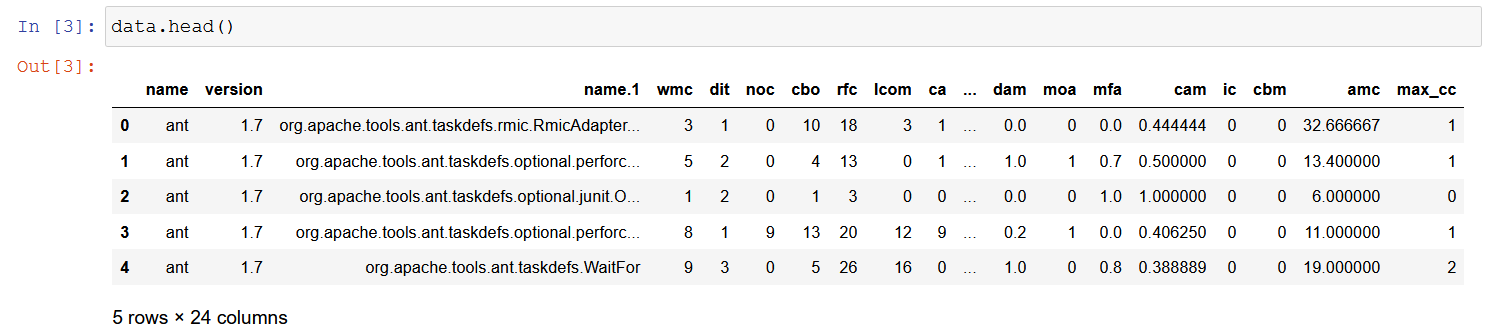 In [3]: data.head()
Out[3]:
name version name.1 wmc dit noc cbo rfc lcom ca ... dam moa mfa cam ic cbm amc max_cc
0 ant 1.7 org.apache.tools.ant.taskdefs.rmic.RmicAdapter... 3 1 0 10 18 3 1 ... 0.0 0 0.0 0.444444 0 0 32.666667 1
1 ant 1.7 org.apache.tools.ant.taskdefs.optional.perforc... 5 2 0 4 13 0 1 ... 1.0 1 0.7 0.500000 0 0 13.400000 1
2 ant 1.7 org.apache.tools.ant.taskdefs.optional.junit.O... 1 2 0 1 3 0 0 ... 0.0 0 1.0 1.000000 0 0 6.000000 0
3 ant 1.7 org.apache.tools.ant.taskdefs.optional.perforc... 8 1 9 13 20 12 9 ... 0.2 1 0.0 0.406250 0 0 11.000000 1
4 ant 1.7 org.apache.tools.ant.taskdefs.WaitFor 9 3 0 5 26 16 0 ... 1.0 0 0.8 0.388889 0 0 19.000000 2
5 rows × 24 columns